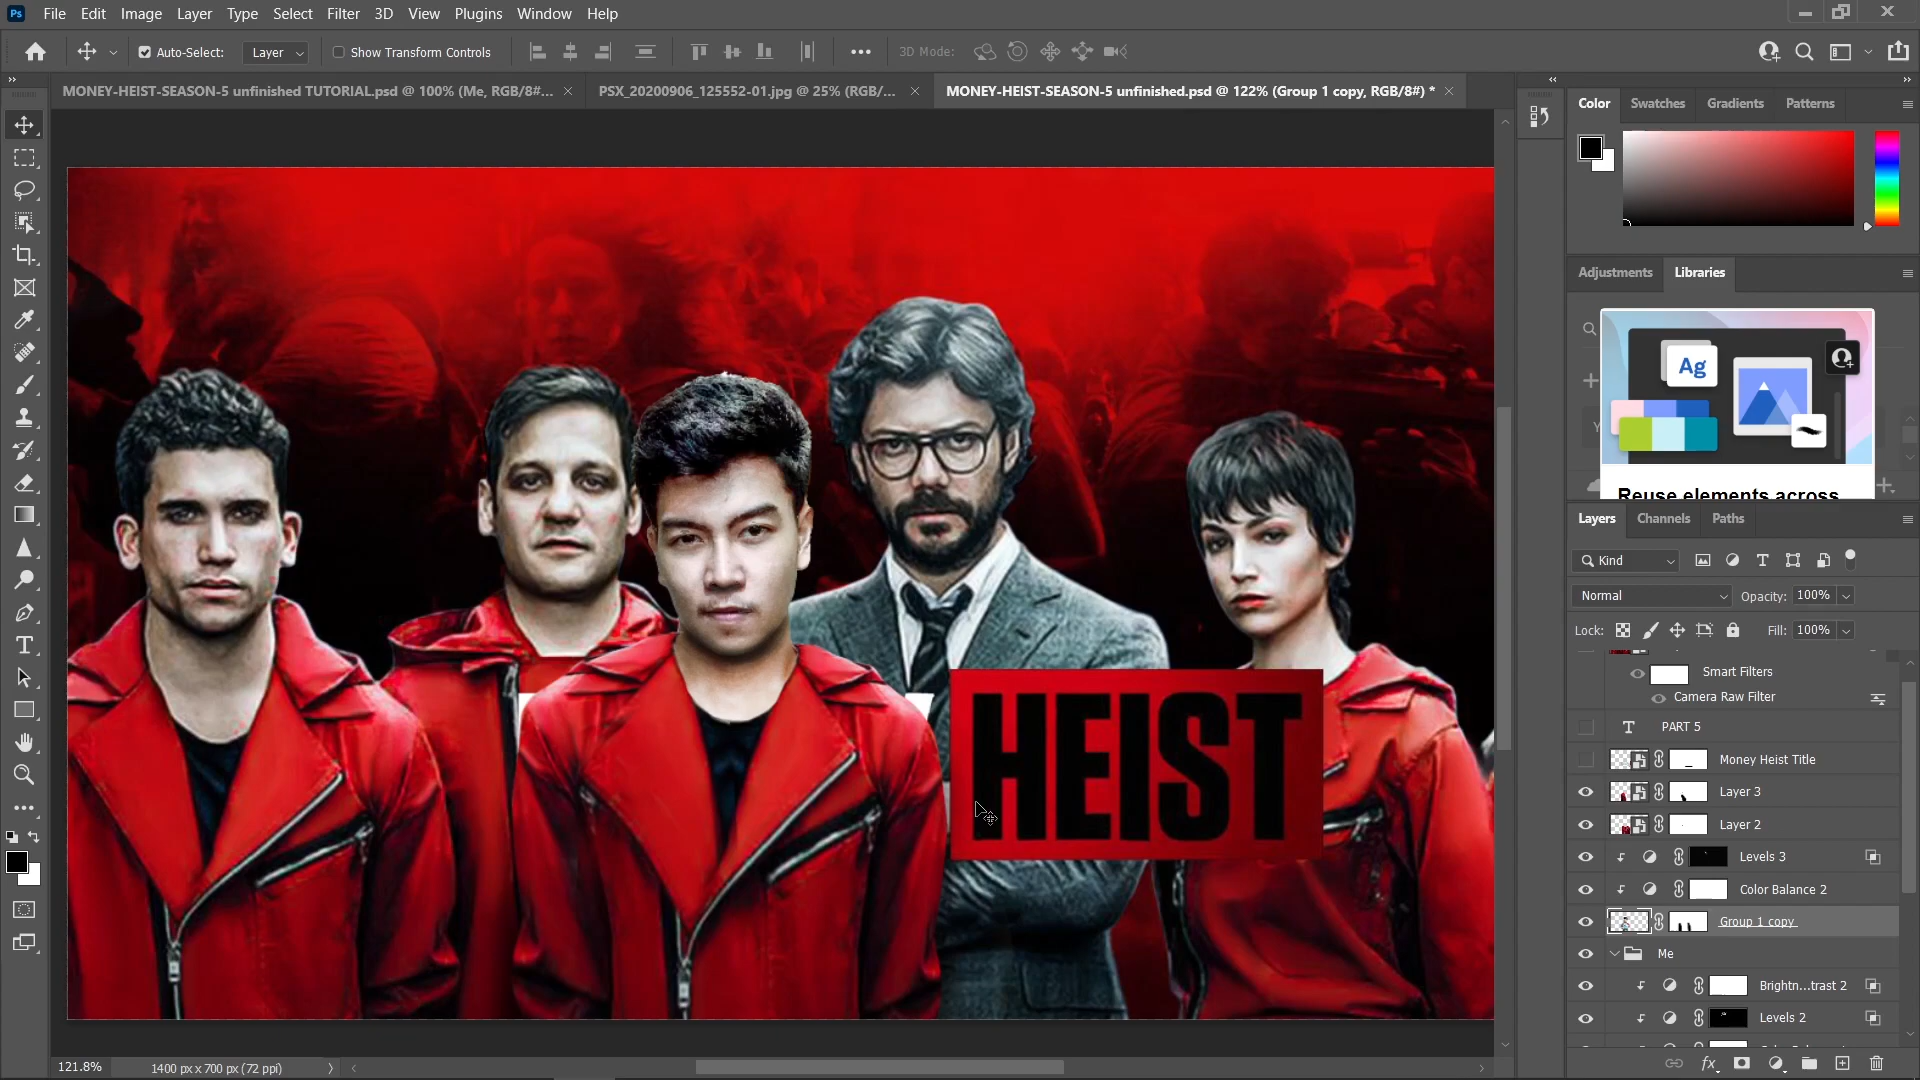 Ps File Edit Image Layer Type Select Filter 3D View Plugins Window Help
Auto-Select: Layer Show Transform Controls 3D Mode:
MONEY-HEIST-SEASON-5 unfinished TUTORIAL.psd @ 100% (Me, RGB/8#... PSX_20200906_125552-01.jpg @ 25% (RGB/... MONEY-HEIST-SEASON-5 unfinished.psd @ 122% (Group 1 copy, RGB/8#) *
Color Swatches Gradients Patterns
Adjustments Libraries
Ag
Reuse elements across
HEIST
Layers Channels Paths
Kind
Normal Opacity: 100%
Lock: Fill: 100%
Smart Filters
Camera Raw Filter
T PART 5
Money Heist Title
Layer 3
Layer 2
Levels 3
Color Balance 2
Group 1 copy
Me
Brightn...trast 2
Levels 2
fx
121.8% 1400 px x 700 px (72 ppi)